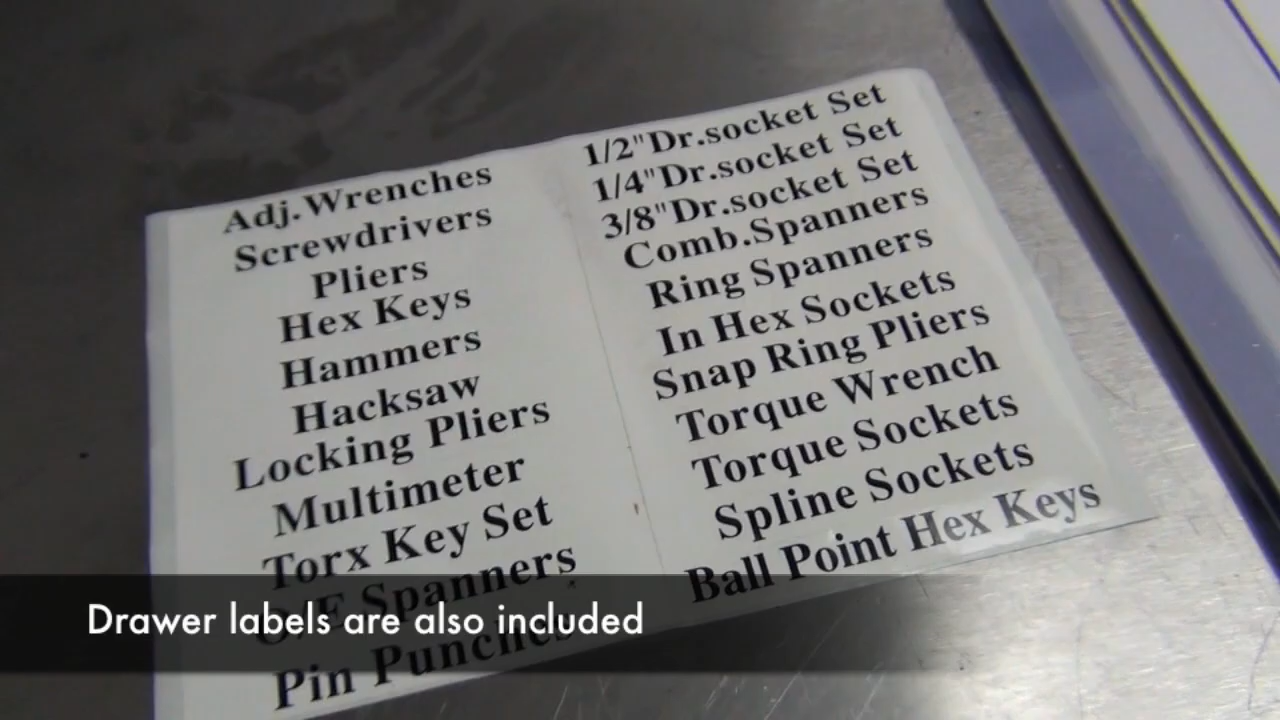 Adj.Wrenches
Screwdrivers
Pliers
Hex Keys
Hammers
Hacksaw
Locking Pliers
Multimeter
Torx Key Set
O/E Spanners
Pin Punches
1/2"Dr.socket Set
1/4"Dr.socket Set
3/8"Dr.socket Set
Comb.Spanners
Ring Spanners
In Hex Sockets
Snap Ring Pliers
Torque Wrench
Torque Sockets
Spline Sockets
Ball Point Hex Keys
Drawer labels are also included